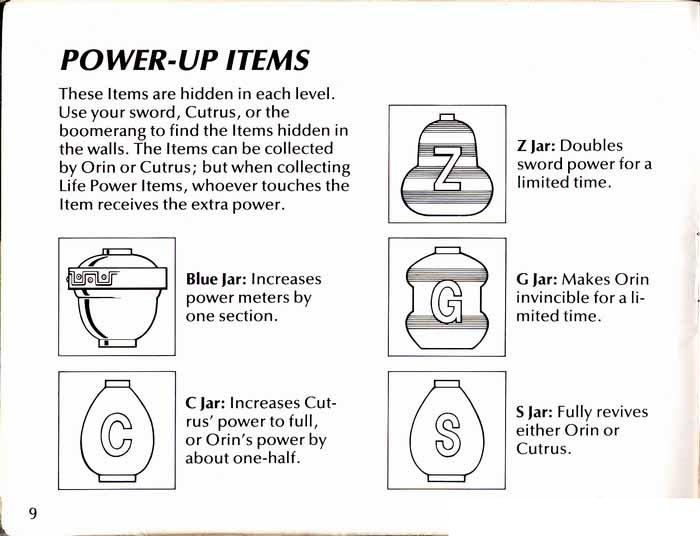 POWER-UP ITEMS
These Items are hidden in each level.
Use your sword, Cutrus, or the
boomerang to find the Items hidden in
the walls. The Items can be collected
by Orin or Cutrus; but when collecting
Life Power Items, whoever touches the
Item receives the extra power.
Blue Jar: Increases
power meters by
one section.
C
C Jar: Increases Cut-
rus' power to full,
or Orin's power by
about one-half.
Z
Z Jar: Doubles
sword power for a
limited time.
G
G Jar: Makes Orin
invincible for a li-
mited time.
S
S Jar: Fully revives
either Orin or
Cutrus.
9